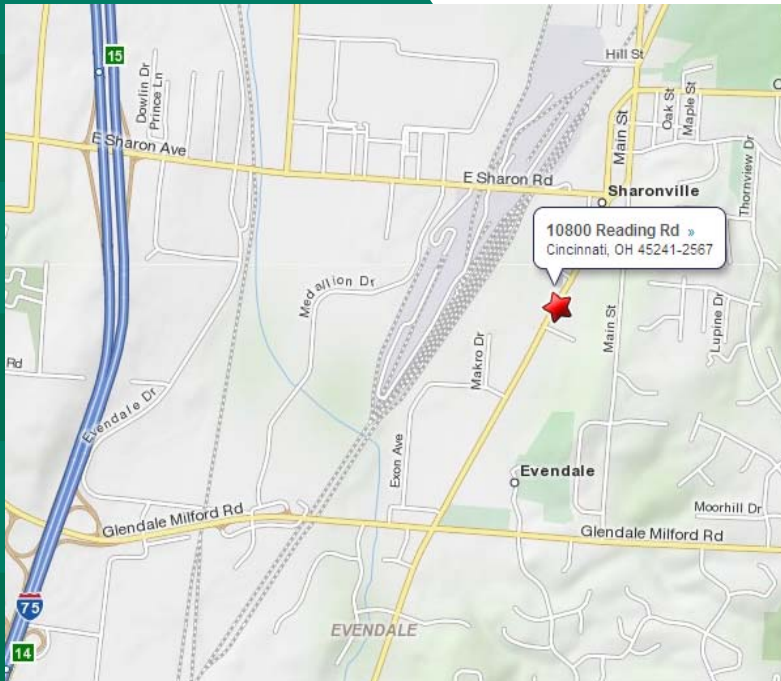 Hill St
15
Dowlin Dr
Prince Ln
Main St
Oak St
Maple St
E Sharon Ave
E Sharon Rd
Sharonville
Thornview Dr
10800 Reading Rd »
Cincinnati, OH 45241-2567
Medallion Dr
Makro Dr
Main St
Lupine Dr
Rd
Evendale Dr
Exon Ave
Evendale
Moorhill Dr
Glendale Milford Rd
Glendale Milford Rd
75
EVENDALE
14